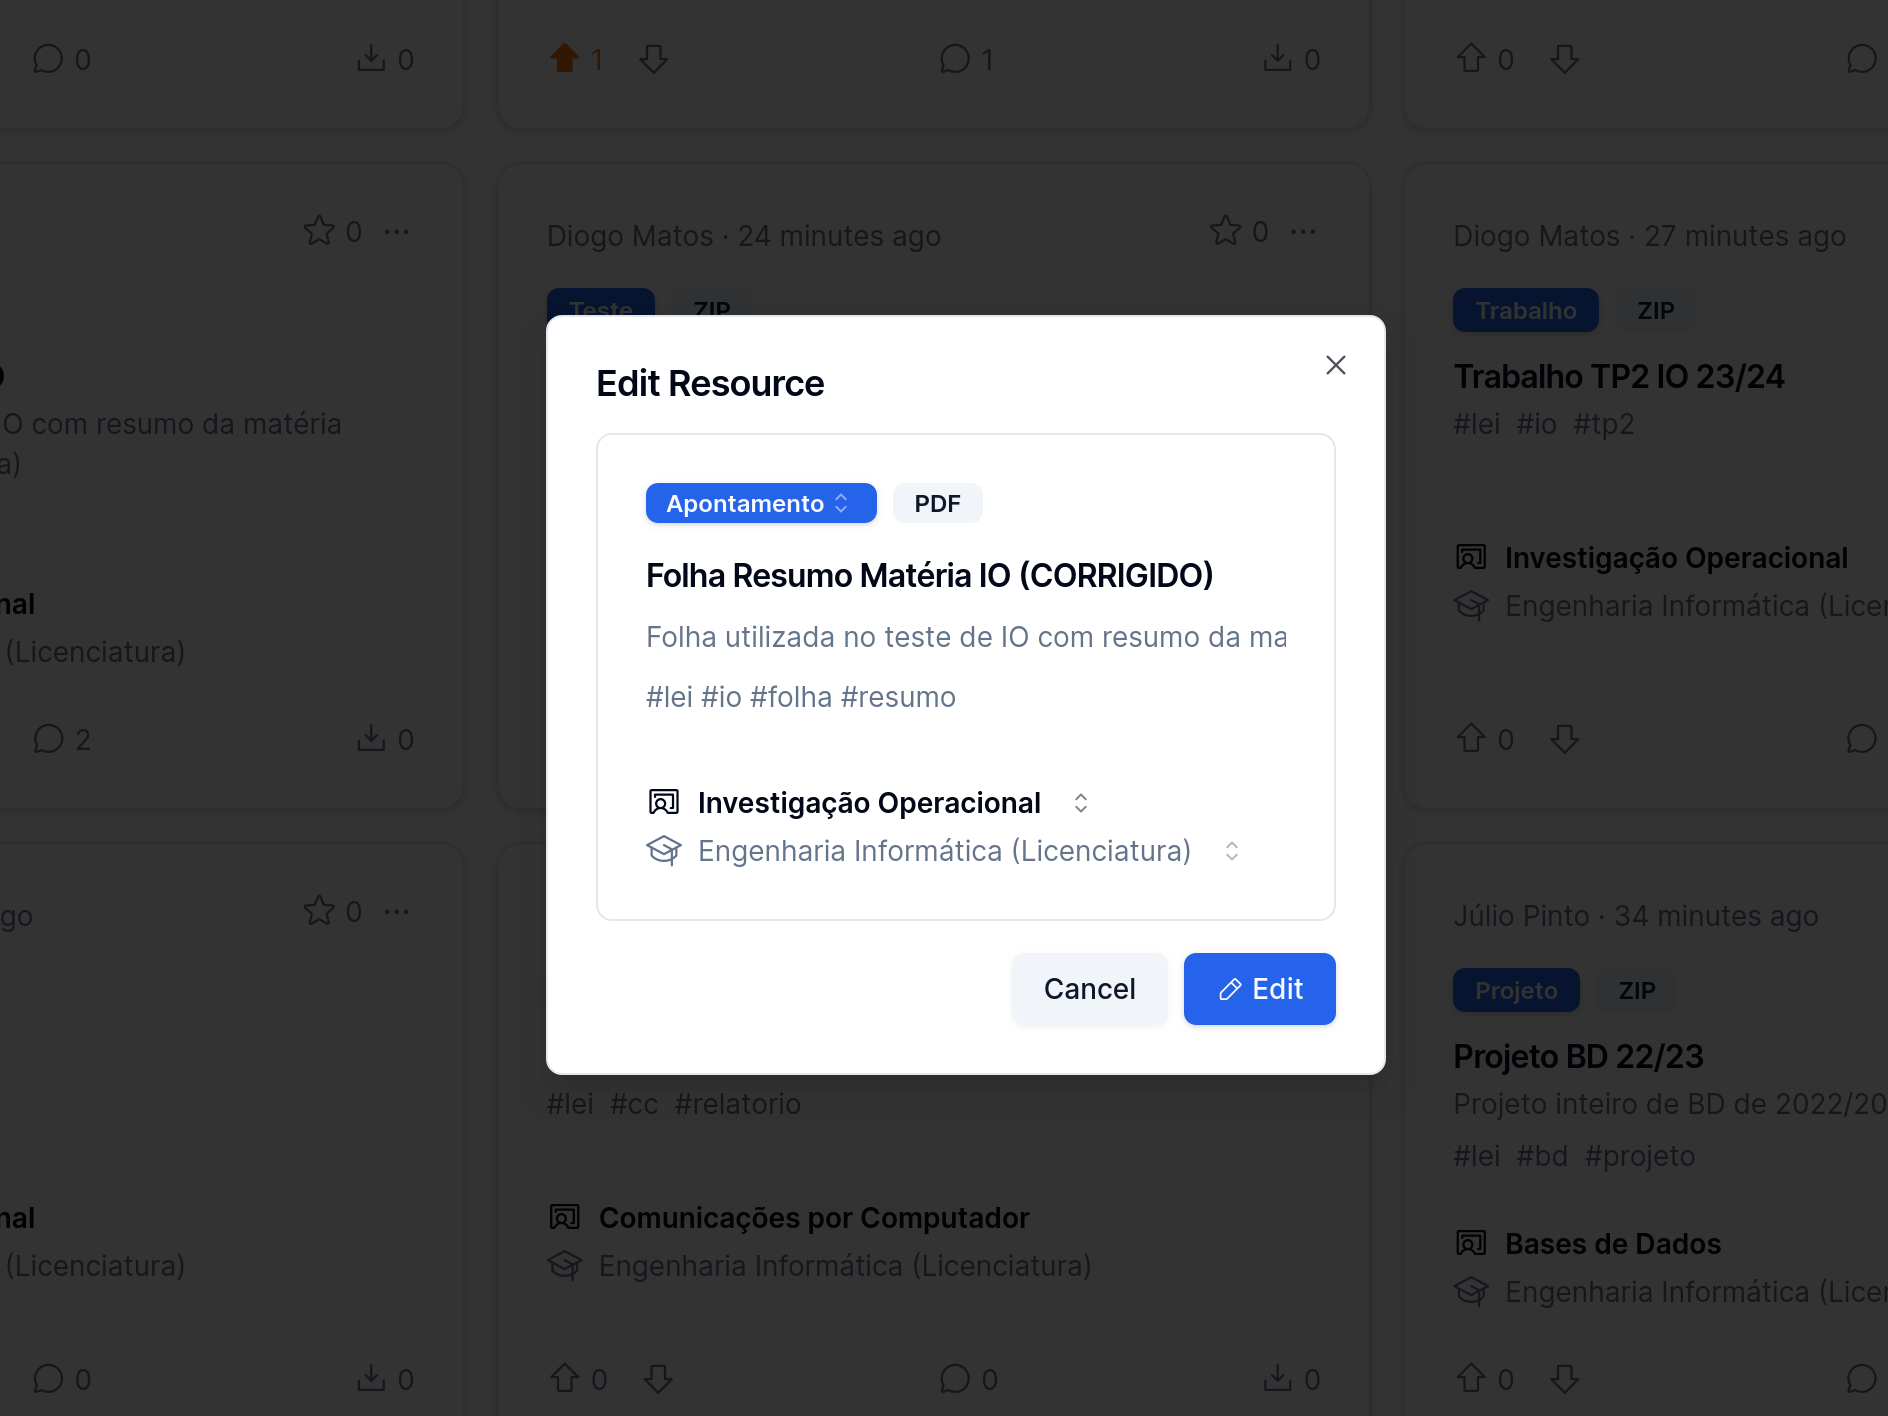 0
0
1
1
0
0
0
Diogo Matos · 24 minutes ago
0
Diogo Matos · 27 minutes ago
Teste
ZIP
Trabalho
ZIP
Trabalho TP2 IO 23/24
IO com resumo da matéria
#lei #io #tp2
a)
Edit Resource
Apontamento
PDF
Folha Resumo Matéria IO (CORRIGIDO)
Folha utilizada no teste de IO com resumo da ma
#lei #io #folha #resumo
Investigação Operacional
Engenharia Informática (Licenciatura)
Cancel
Edit
Investigação Operacional
Engenharia Informática (Licen
nal
(Licenciatura)
2
0
0
go
0
Júlio Pinto · 34 minutes ago
Projeto
ZIP
Projeto BD 22/23
#lei #cc #relatorio
Projeto inteiro de BD de 2022/20
#lei #bd #projeto
nal
(Licenciatura)
Comunicações por Computador
Engenharia Informática (Licenciatura)
Bases de Dados
Engenharia Informática (Licen
0
0
0
0
0
0